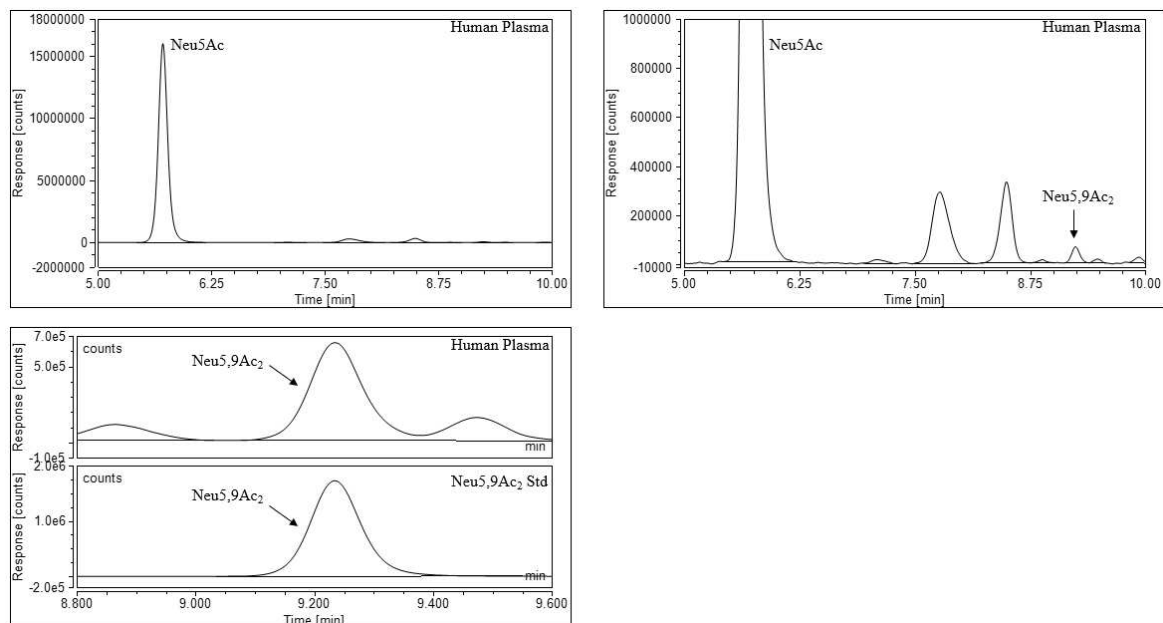 Human Plasma
Neu5Ac
Response [counts]
18000000
15000000
10000000
5000000
0
-2000000
5.00 6.25 7.50 8.75 10.00
Time [min]
Human Plasma
Neu5Ac
Neu5,9Ac₂
Response [counts]
1000000
800000
600000
400000
200000
-10000
5.00 6.25 7.50 8.75 10.00
Time [min]
Human Plasma
counts
Neu5,9Ac₂
Response [counts]
7.0e5
5.0e5
-1.0e5
min
Neu5,9Ac₂ Std
counts
Neu5,9Ac₂
Response [counts]
2.0e6
1.0e6
-2.0e5
min
8.800 9.000 9.200 9.400 9.600
Time [min]